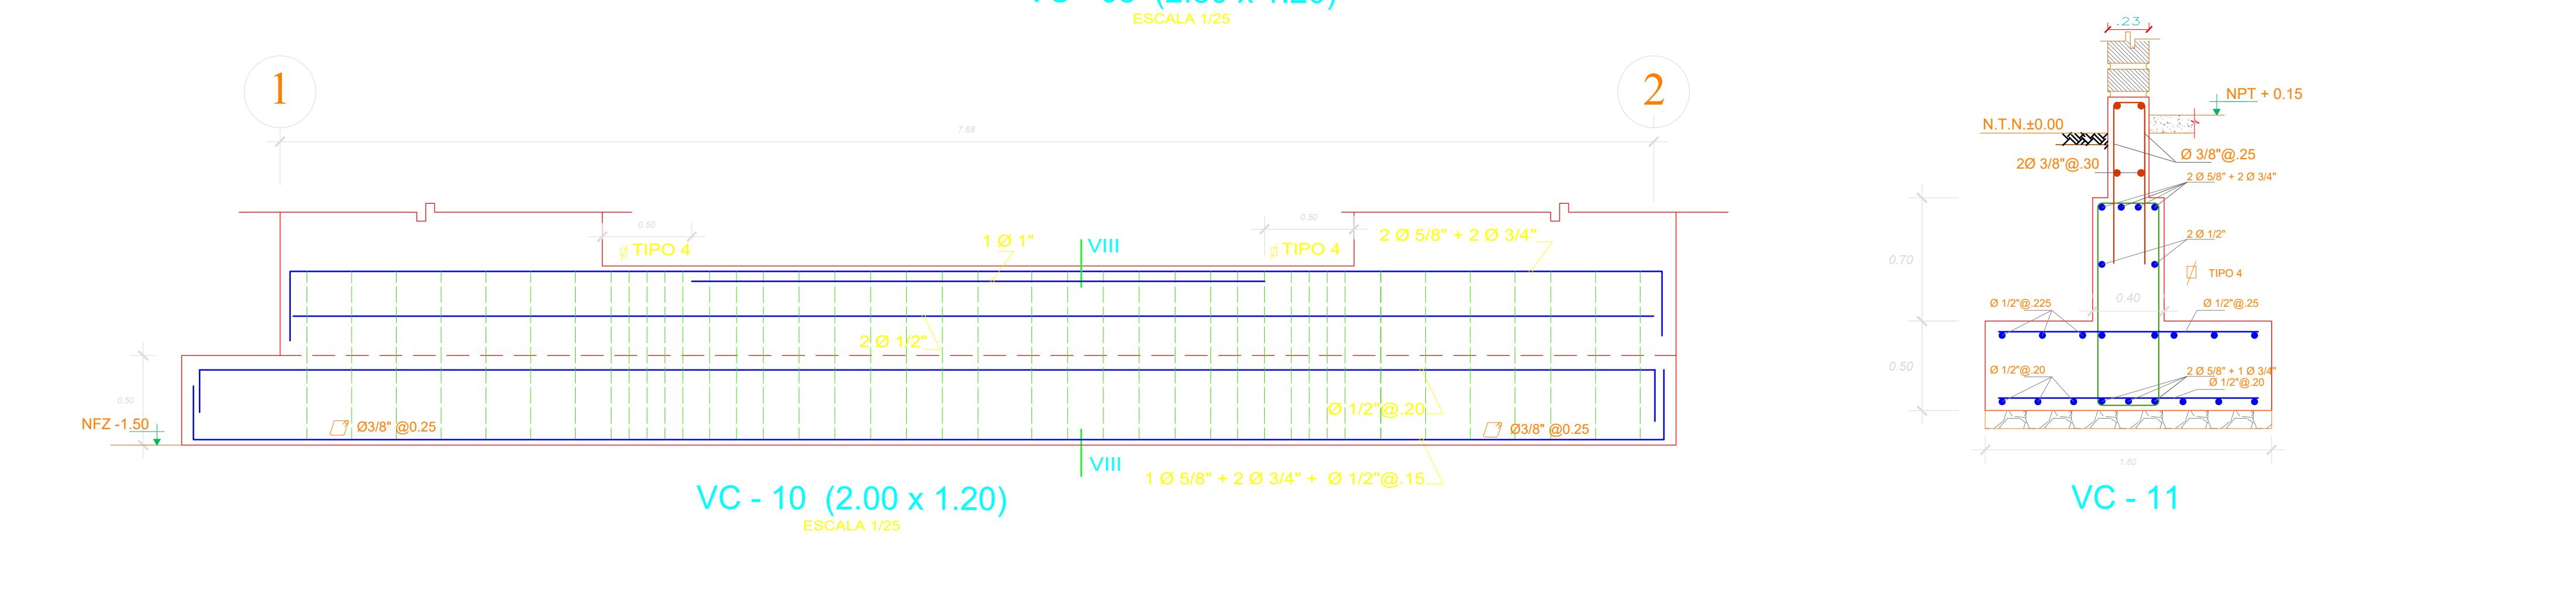 ESCALA 1/25
1
2
7.68
0.50
0.50
TIPO 4
1 Ø 1"
VIII
TIPO 4
2 Ø 5/8" + 2 Ø 3/4"
2 Ø 1/2"
Ø 1/2"@.20
0.50
NFZ -1.50
Ø3/8" @0.25
Ø3/8" @0.25
VIII
1 Ø 5/8" + 2 Ø 3/4" + Ø 1/2"@.15
VC - 10 (2.00 x 1.20)
ESCALA 1/25
.23
NPT + 0.15
N.T.N.±0.00
Ø 3/8"@.25
2Ø 3/8"@.30
2 Ø 5/8" + 2 Ø 3/4"
2 Ø 1/2"
0.70
TIPO 4
0.40
Ø 1/2"@.225
Ø 1/2"@.25
0.50
Ø 1/2"@.20
2 Ø 5/8" + 1 Ø 3/4"
Ø 1/2"@.20
1.60
VC - 11